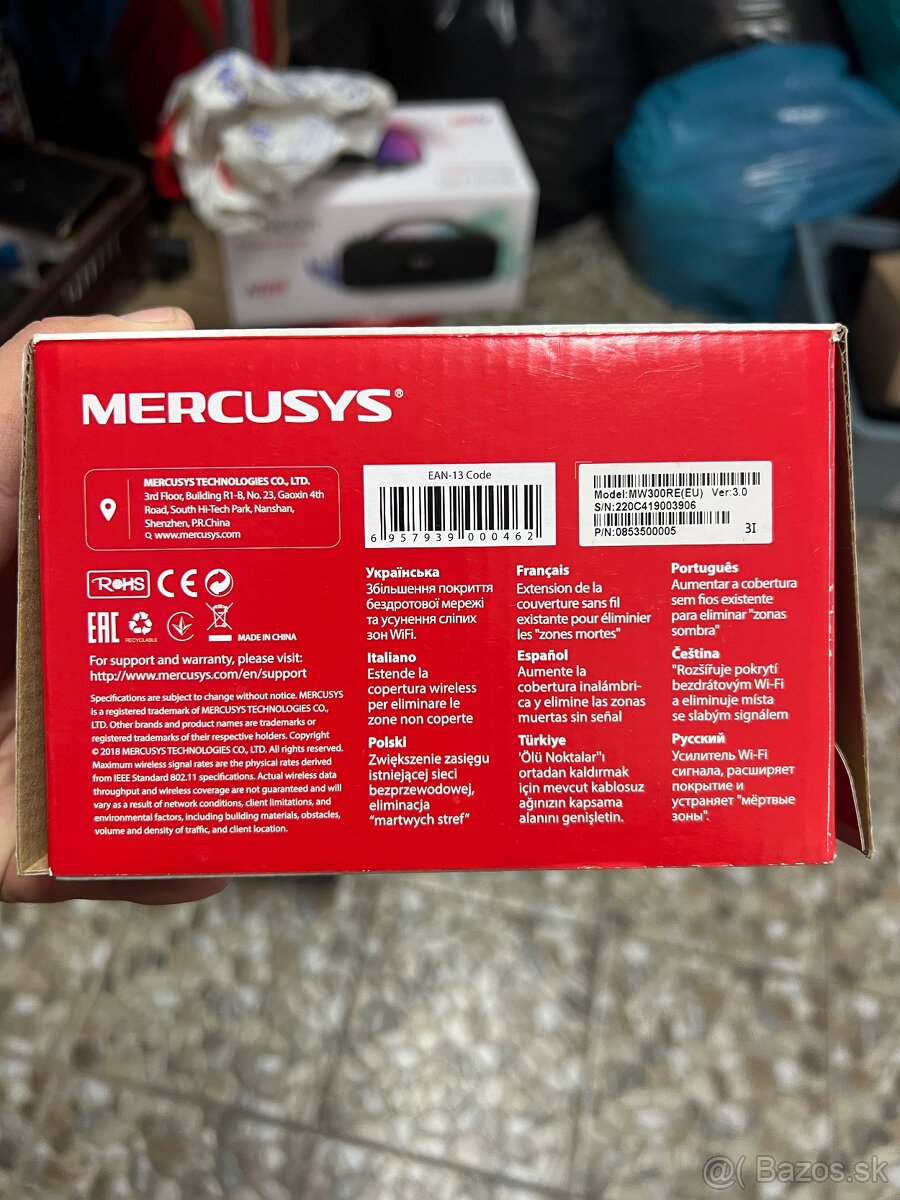 MERCUSYS®
MERCUSYS TECHNOLOGIES CO., LTD.
3rd Floor, Building R1-B, No. 23, Gaoxin 4th
Road, South Hi-Tech Park, Nanshan,
Shenzhen, P.R.China
www.mercusys.com
EAN-13 Code
6 957939 000462
Model:MW300RE(EU) Ver:3.0
S/N:220C419003906
P/N:0853500005 3I
RoHS CE
EAC
RECYCLABLE
MADE IN CHINA
For support and warranty, please visit:
http://www.mercusys.com/en/support
Specifications are subject to change without notice. MERCUSYS
is a registered trademark of MERCUSYS TECHNOLOGIES CO.,
LTD. Other brands and product names are trademarks or
registered trademarks of their respective holders. Copyright
© 2018 MERCUSYS TECHNOLOGIES CO., LTD. All rights reserved.
Maximum wireless signal rates are the physical rates derived
from IEEE Standard 802.11 specifications. Actual wireless data
throughput and wireless coverage are not guaranteed and will
vary as a result of network conditions, client limitations, and
environmental factors, including building materials, obstacles,
volume and density of traffic, and client location.
Українська
Збільшення покриття
бездротової мережі
та усунення сліпих
зон WiFi.
Italiano
Estende la
copertura wireless
per eliminare le
zone non coperte
Polski
Zwiększenie zasięgu
istniejącej sieci
bezprzewodowej,
eliminacja
“martwych stref”
Français
Extension de la
couverture sans fil
existante pour éliminier
les "zones mortes"
Español
Aumente la
cobertura inalámbri-
ca y elimine las zonas
muertas sin señal
Türkiye
'Ölü Noktalar"ı
ortadan kaldırmak
için mevcut kablosuz
ağınızın kapsama
alanını genişletin.
Português
Aumentar a cobertura
sem fios existente
para eliminar "zonas
sombra"
Čeština
"Rozšiřuje pokrytí
bezdrátovým Wi-Fi
a eliminuje místa
se slabým signálem
Русский
Усилитель Wi-Fi
сигнала, расширяет
покрытие и
устраняет "мёртвые
зоны".
@( Bazos.sk